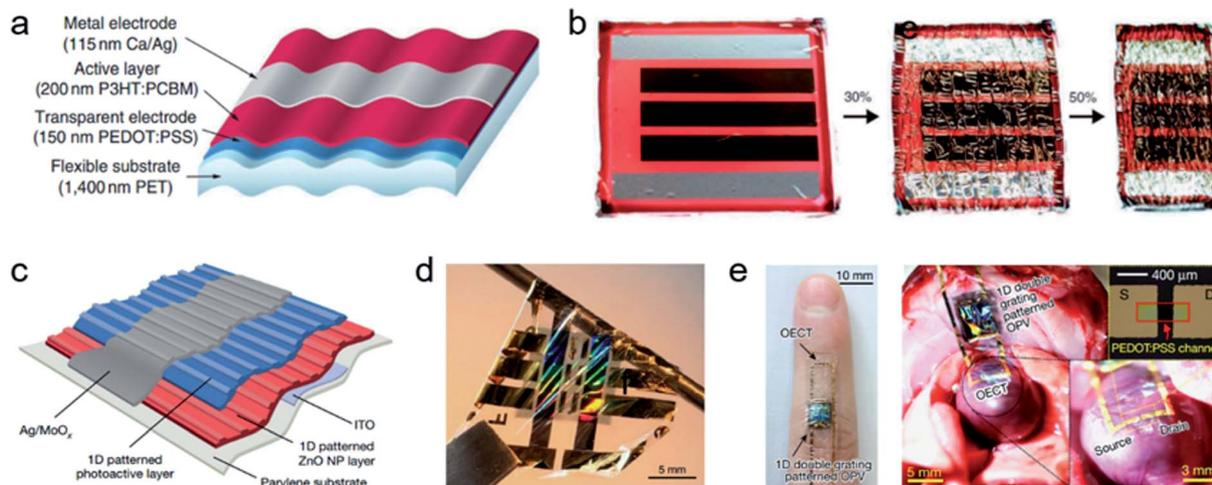 a
Metal electrode
(115 nm Ca/Ag)
Active layer
(200 nm P3HT:PCBM)
Transparent electrode
(150 nm PEDOT:PSS)
Flexible substrate
(1,400 nm PET)
b
30%
e
50%
c
Ag/MoOₓ
1D patterned
photoactive layer
ITO
1D patterned
ZnO NP layer
Parylene substrate
d
5 mm
e
10 mm
OECT
1D double grating
patterned OPV
1D double
grating
patterned
OPV
OECT
5 mm
400 µm
S
D
PEDOT:PSS channel
Source
Drain
3 mm